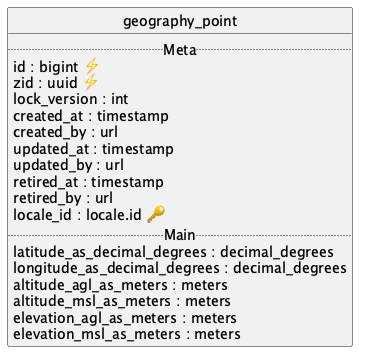 geography_point
Meta
id : bigint ⚡
zid : uuid ⚡
lock_version : int
created_at : timestamp
created_by : url
updated_at : timestamp
updated_by : url
retired_at : timestamp
retired_by : url
locale_id : locale.id 🔑
Main
latitude_as_decimal_degrees : decimal_degrees
longitude_as_decimal_degrees : decimal_degrees
altitude_agl_as_meters : meters
altitude_msl_as_meters : meters
elevation_agl_as_meters : meters
elevation_msl_as_meters : meters